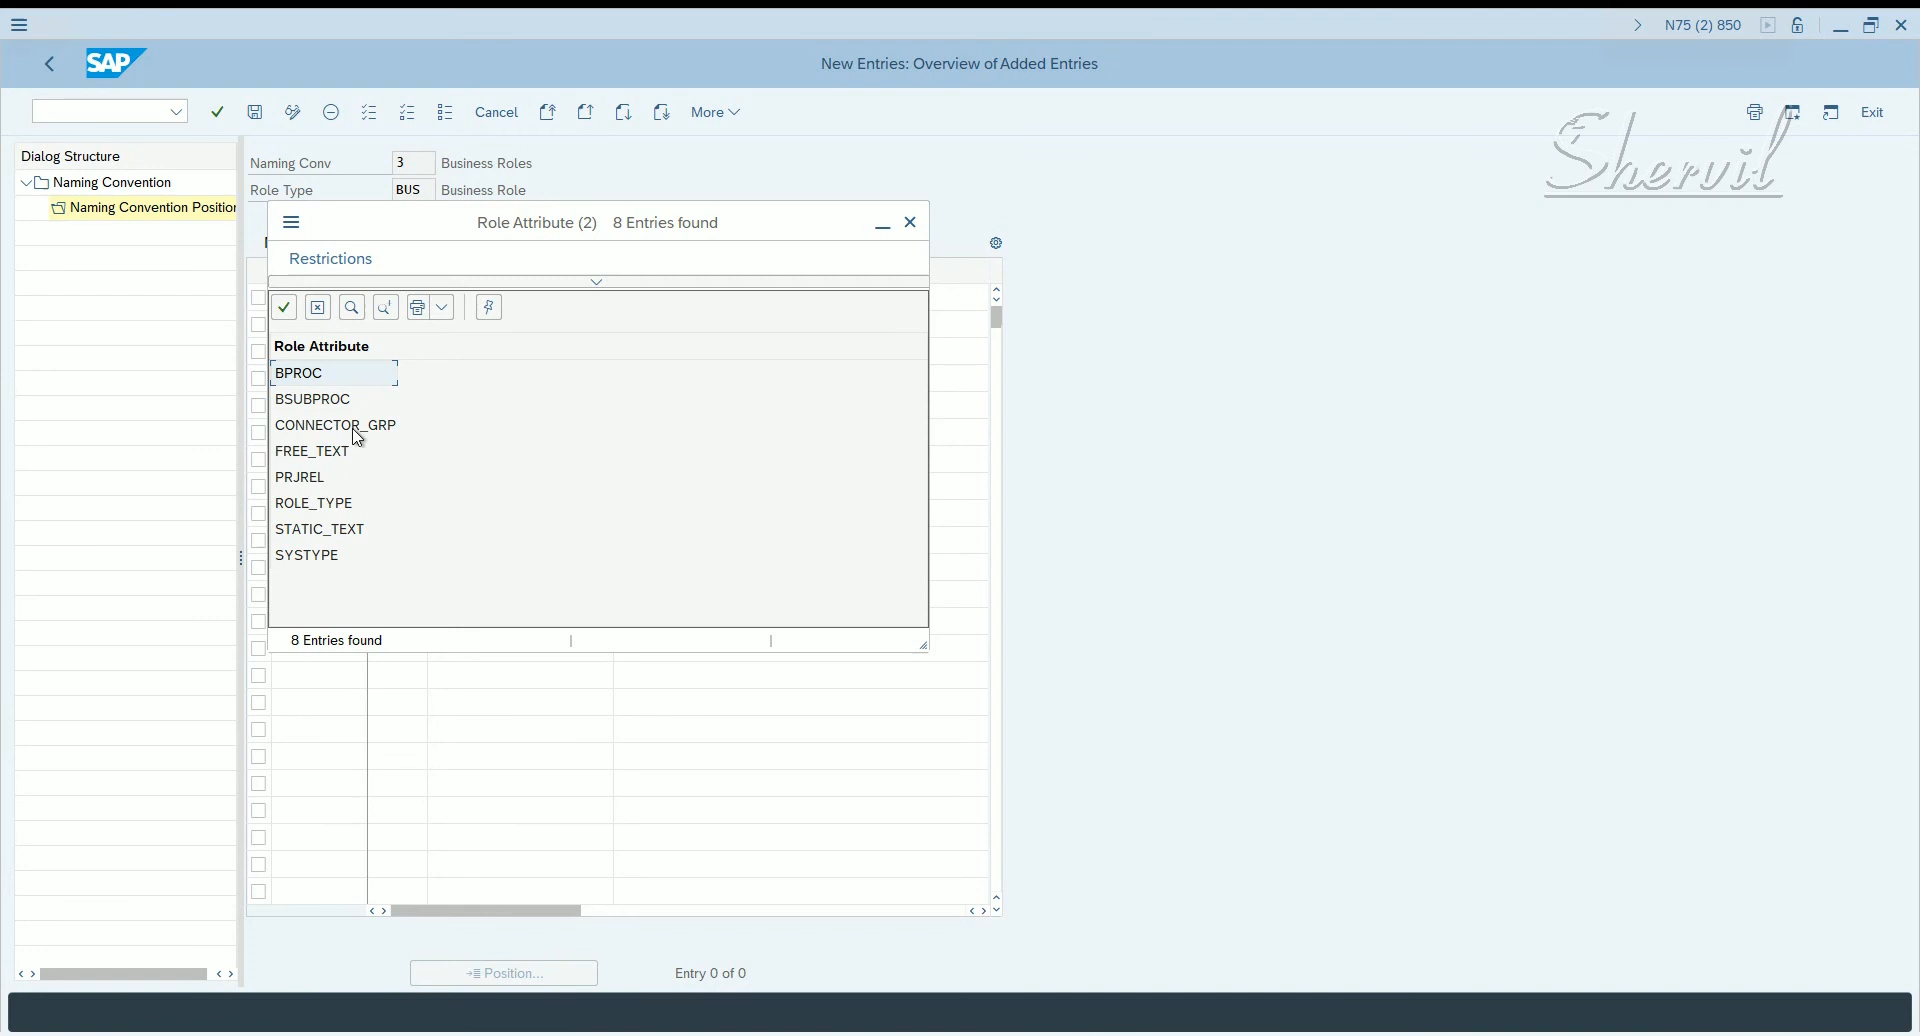 N75 (2) 850
SAP
New Entries: Overview of Added Entries
Cancel
More
Exit
Shervil
Dialog Structure
Naming Convention
Naming Convention Position
Naming Conv 3 Business Roles
Role Type BUS Business Role
Role Attribute (2) 8 Entries found
Restrictions
Role Attribute
BPROC
BSUBPROC
CONNECTOR_GRP
FREE_TEXT
PRJREL
ROLE_TYPE
STATIC_TEXT
SYSTYPE
8 Entries found
Position...
Entry 0 of 0